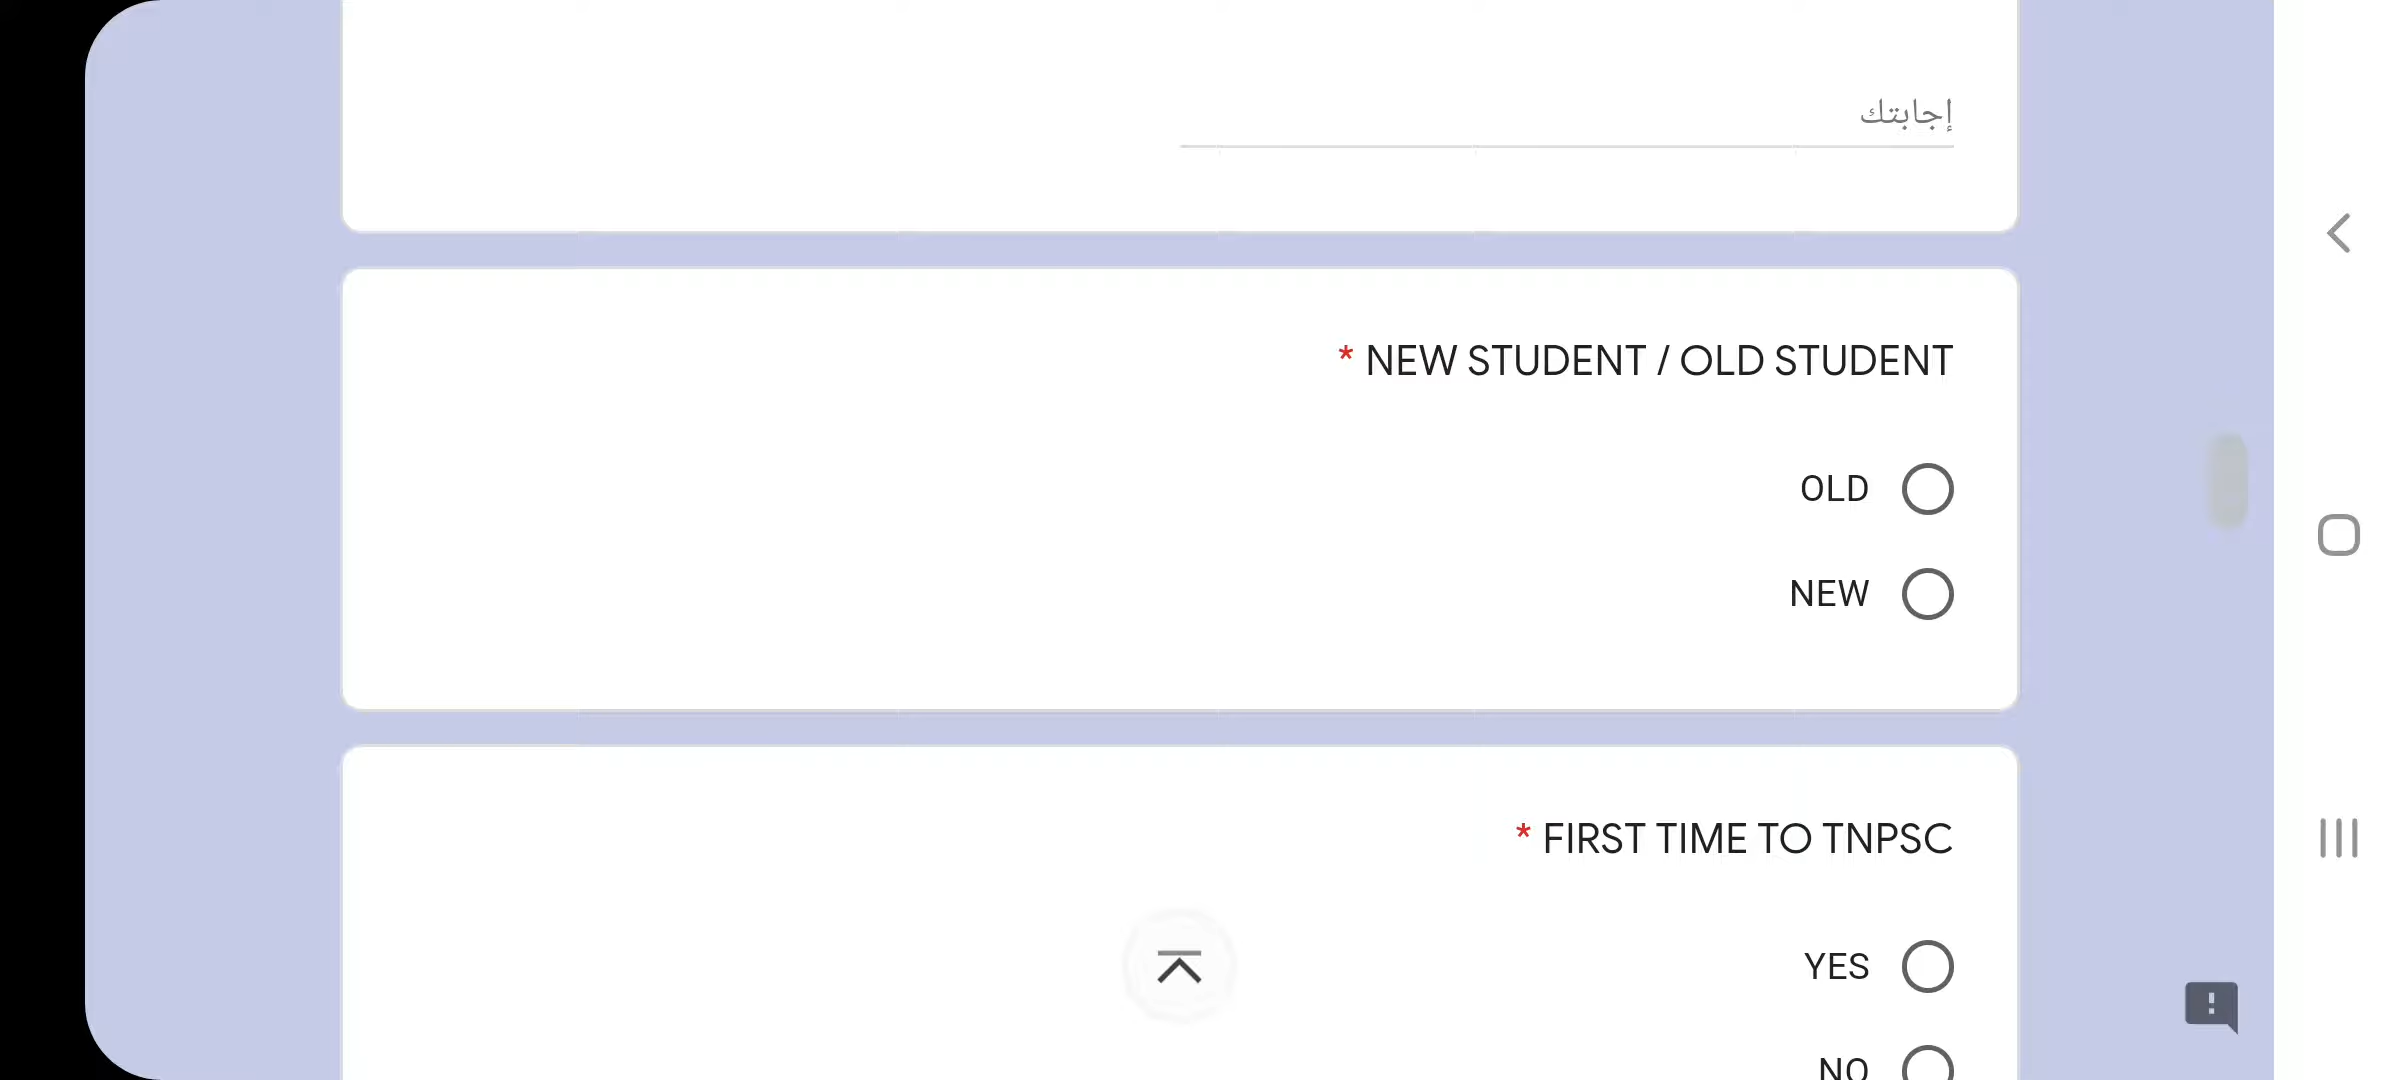 إجابتك
* NEW STUDENT / OLD STUDENT
OLD
NEW
* FIRST TIME TO TNPSC
YES
NO